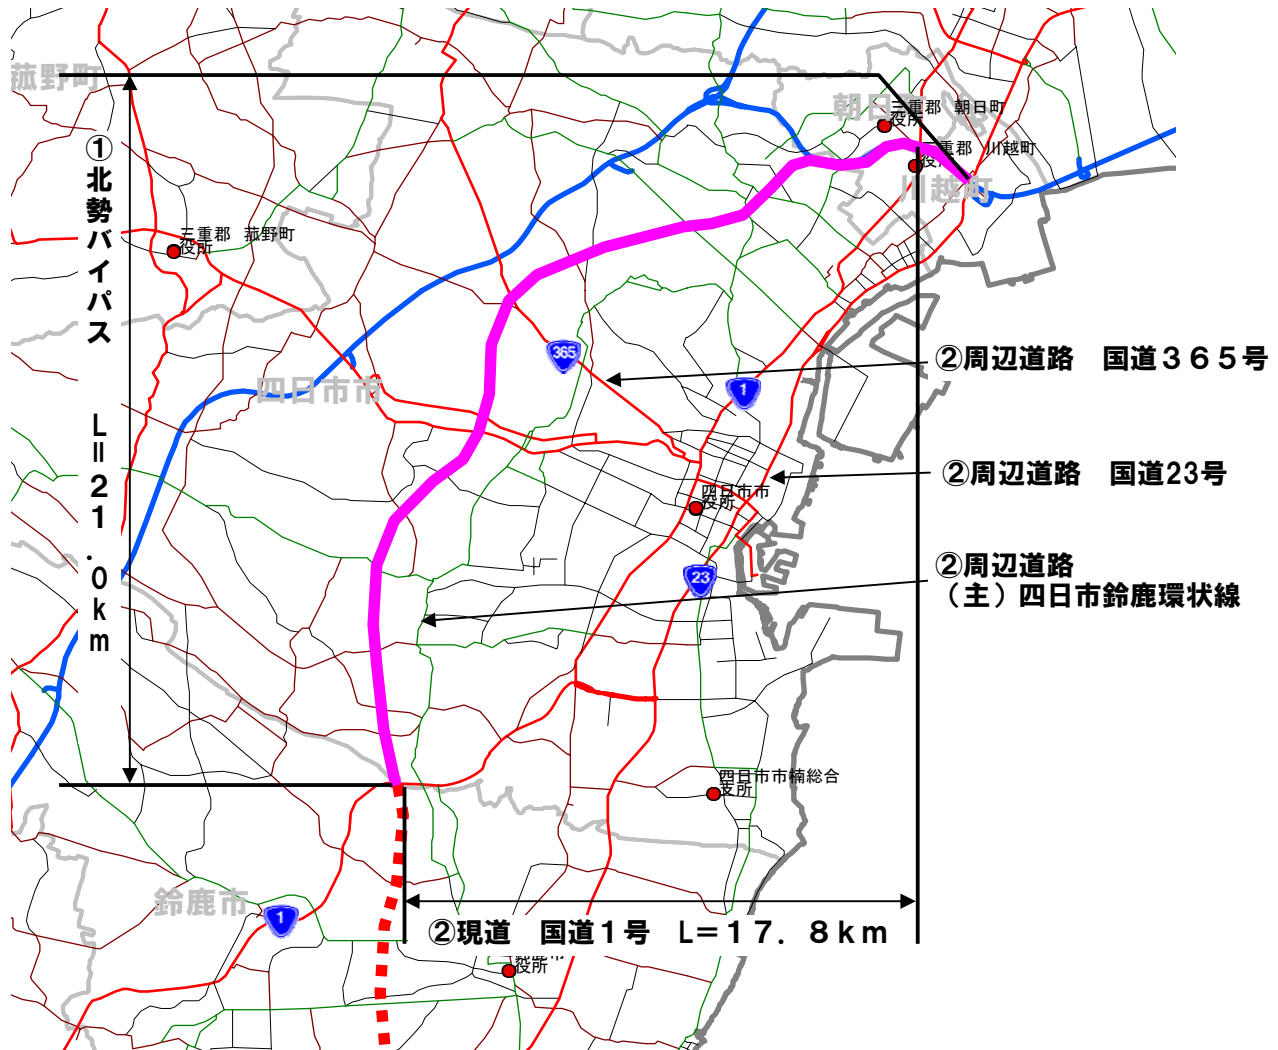 菰野町
朝日町
三重郡 朝日町
役所
三重郡 川越町
役所
川越町
①北勢バイパス L=21.0km
三重郡 菰野町
役所
365
②周辺道路 国道365号
四日市市
1
②周辺道路 国道23号
四日市市
役所
23
②周辺道路
(主)四日市鈴鹿環状線
四日市市楠総合
支所
鈴鹿市
1
②現道 国道1号 L=17.8km
役所